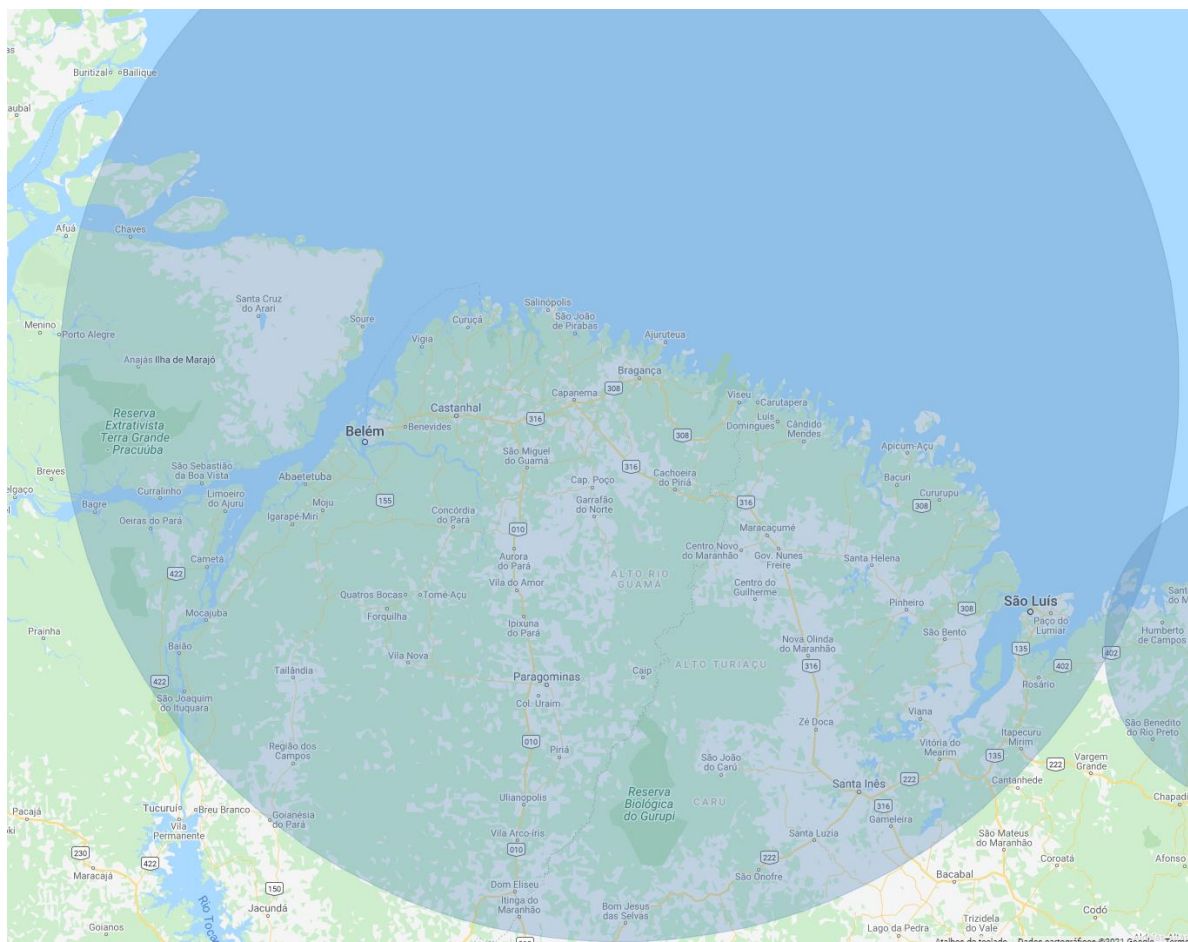 Buritizal
Bailique
aubal
Afuá
Chaves
Santa Cruz
do Arari
Soure
Menino
Porto Alegre
Anajás
Ilha de Marajó
Vigia
Curuçá
Salinópolis
São João
de Pirabas
Ajuruteua
Bragança
308
Capanema
Castanhal
316
Benevides
Belém
Viseu
Carutapera
Luis
Domingues
Cândido
Mendes
308
Reserva
Extrativista
Terra Grande
- Pracuúba
Apicum-Açu
São Miguel
do Guamá
Breves
São Sebastião
da Boa Vista
Abaetetuba
316
Cachoeira
do Piriá
Cap. Poço
Garrafão
do Norte
Bacuri
Cururupu
308
elgaço
Curralinho
Limoeiro
do Ajuru
Bagre
Moju
155
Igarapé-Miri
Oeiras do Pará
Concórdia
do Pará
010
316
Maracaçumé
Centro Novo
do Maranhão
Gov. Nunes
Freire
Santa Helena
Aurora
do Pará
Cametá
422
ALTO RIO
GUAMÁ
Vila do Amor
Centro do
Guilherme
Quatros Bocas
Tomé-Açu
Forquilha
Mocajuba
Ipixuna
do Pará
Pinheiro
308
São Luís
Paço do
Lumiar
Humberto
de Campos
Prainha
Baião
Vila Nova
Nova Olinda
do Maranhão
316
São Bento
135
402
402
Tailândia
Caip
ALTO TURIAÇU
422
Paragominas
Rosário
São Joaquim
do Ituquara
Col. Uraim
Viana
Zé Doca
São Benedito
do Rio Preto
Itapecuru
Mirim
010
Região dos
Campos
Piriá
Vitória do
Mearim
135
São João
do Carú
222
Vargem
Grande
222
Cantanhede
Santa Inês
Reserva
Biológica
do Gurupi
CARU
316
Gameleira
Tucuruí
Breu Branco
Ulianopolis
Chapadi
Pacajá
Vila
Permanente
Goianésia
do Pará
Vila Arco-íris
Santa Luzia
São Mateus
do Maranhão
010
230
422
Maracajá
222
São Onofre
Coroatá
Afonso
Bacabal
150
Jacundá
Dom Eliseu
Itinga do
Maranhão
Bom Jesus
das Selvas
Codó
Goianos
Trizidela
do Vale
Lago da Pedra